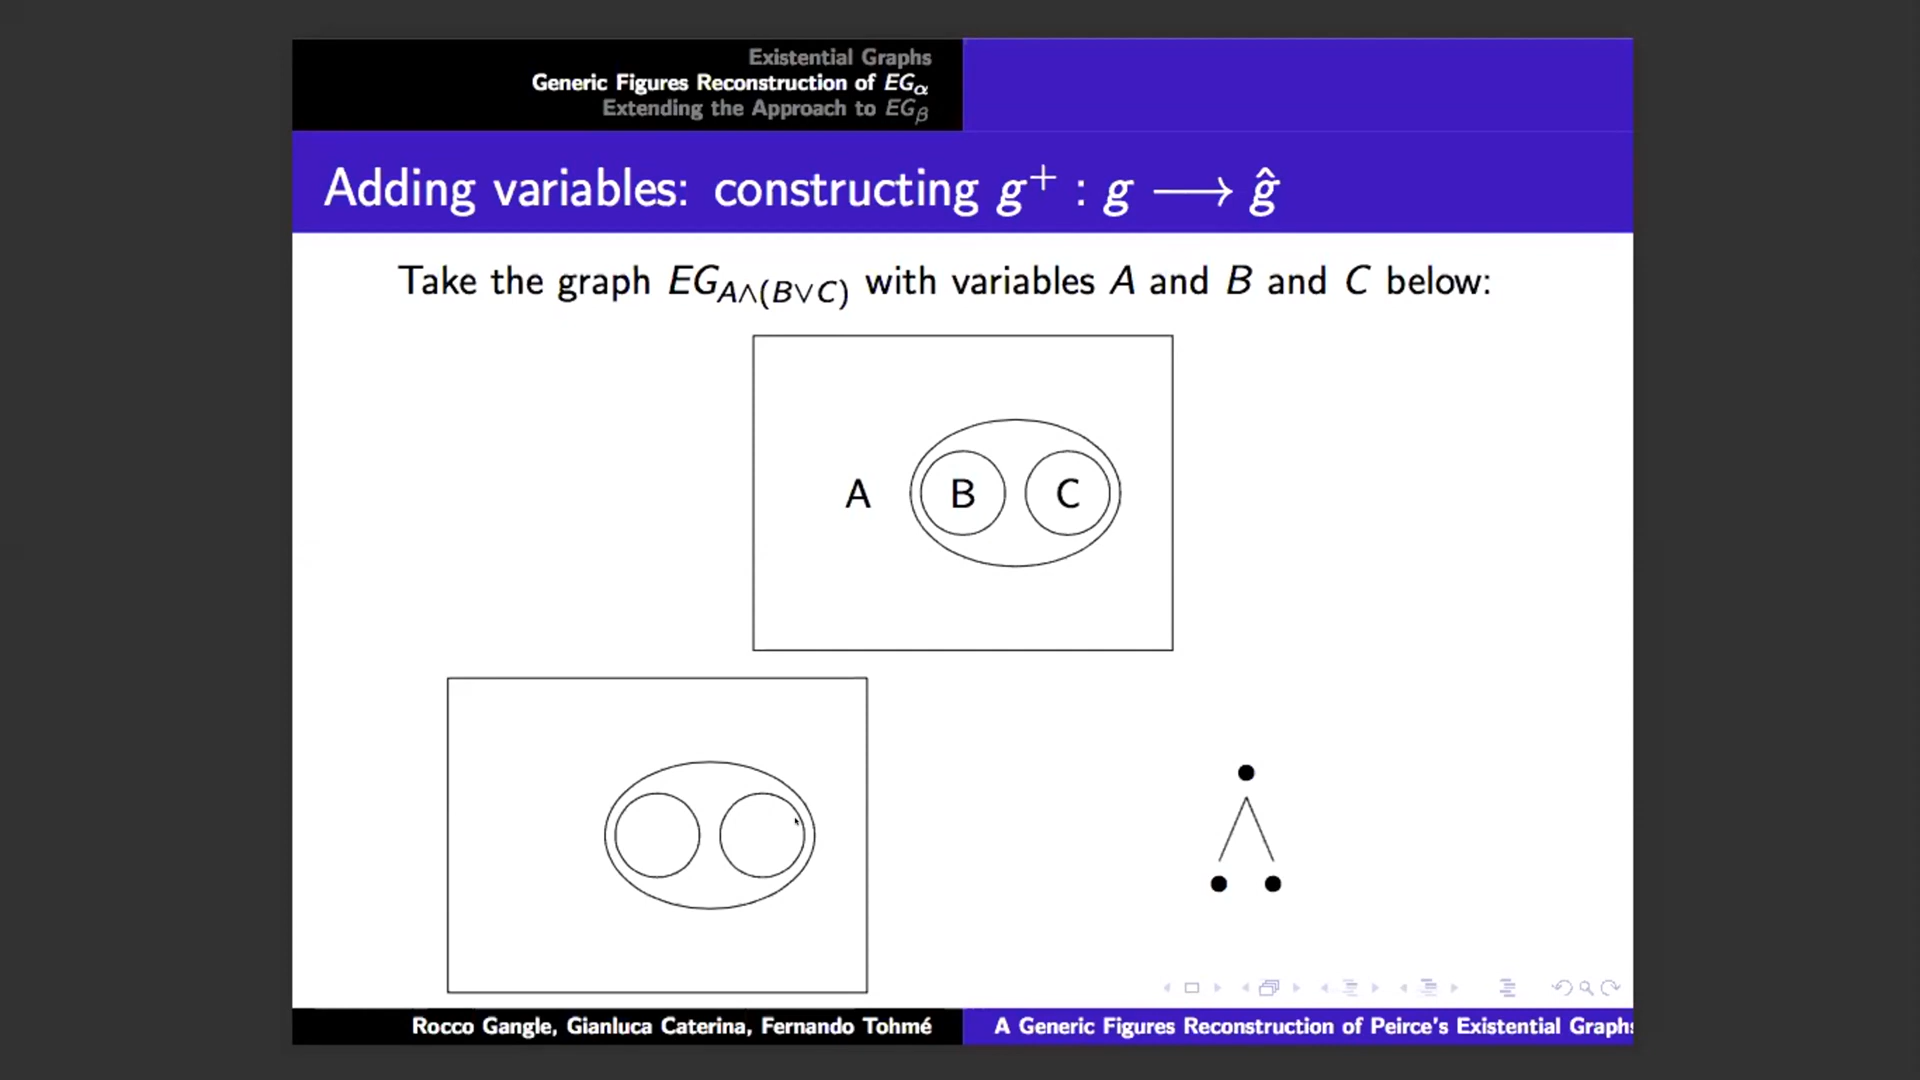 Existential Graphs
Generic Figures Reconstruction of EGα
Extending the Approach to EGβ
Adding variables: constructing g⁺ : g ⟶ ĝ
Take the graph EG_{A∧(B∨C)} with variables A and B and C below:
A B C
Rocco Gangle, Gianluca Caterina, Fernando Tohmé
A Generic Figures Reconstruction of Peirce's Existential Graphs